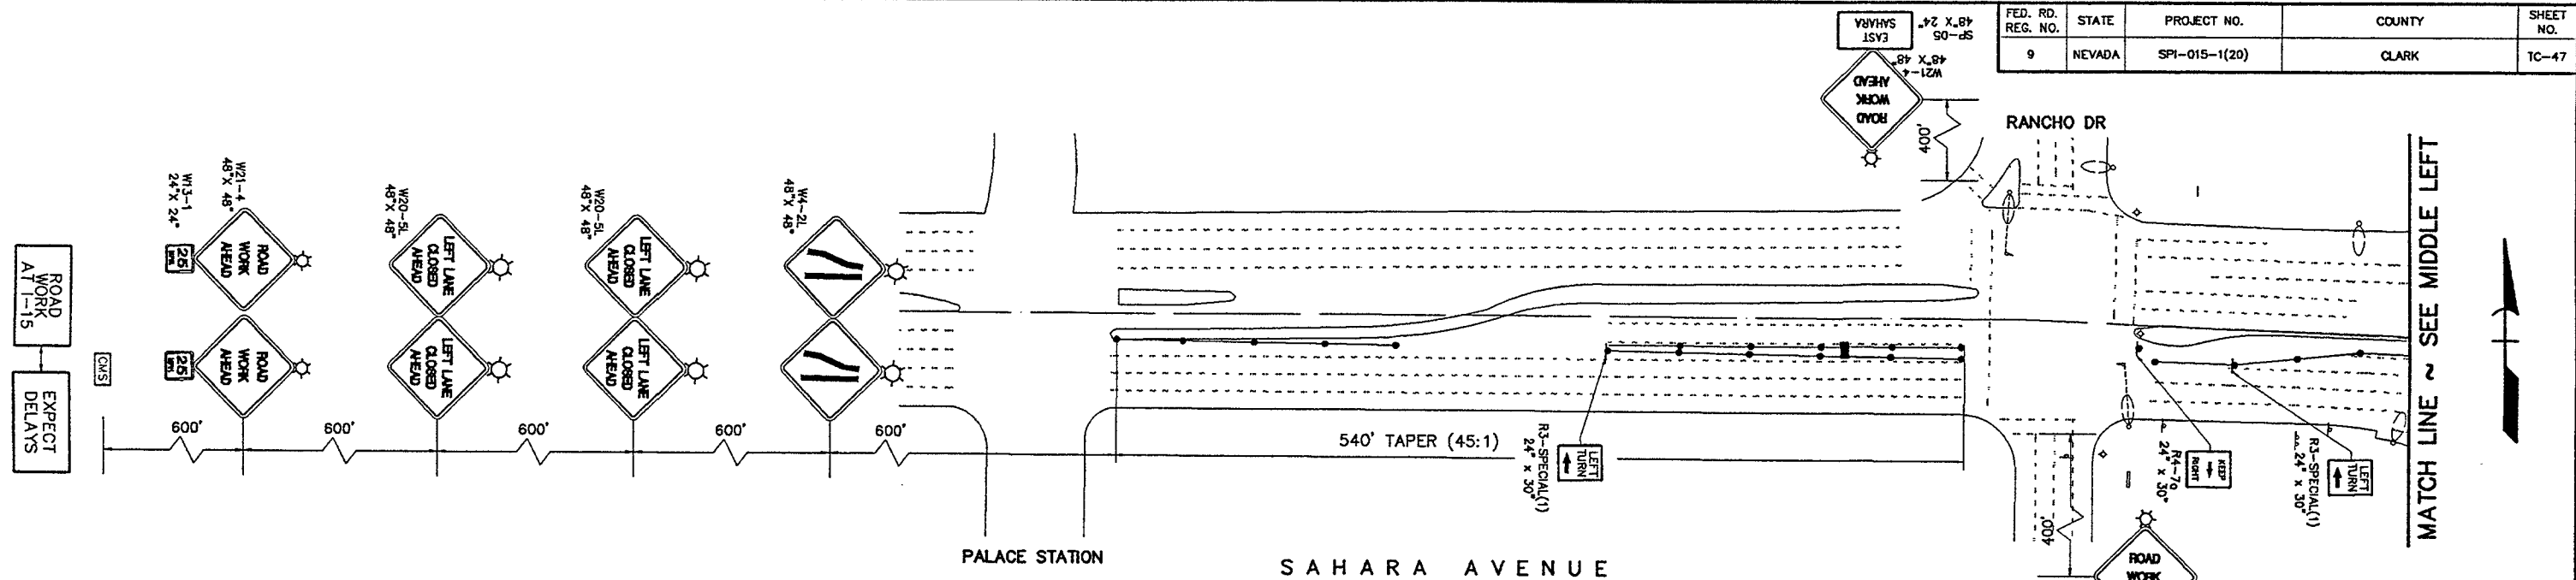 FED. RD. REG. NO.
STATE
PROJECT NO.
COUNTY
SHEET NO.
9
NEVADA
SPI-015-1(20)
CLARK
TC-47
EAST SAHARA
SP-05
48"X 24"
W21-4
48"X 48"
ROAD
WORK
AHEAD
400'
RANCHO DR
MATCH LINE ~ SEE MIDDLE LEFT
W21-4
48"X 48"
W13-1
24"X 24"
W20-5L
48"X 48"
W20-5L
48"X 48"
W4-2L
48"X 48"
ROAD
WORK
AHEAD
25
LEFT LANE
CLOSED
AHEAD
LEFT LANE
CLOSED
AHEAD
ROAD
WORK
AHEAD
25
LEFT LANE
CLOSED
AHEAD
LEFT LANE
CLOSED
AHEAD
ROAD
WORK
AT I-15
CMS
EXPECT
DELAYS
600'
600'
600'
600'
600'
540' TAPER (45:1)
R3-SPECIAL(1)
24" x 30"
LEFT
TURN
R4-7a
24" x 30"
KEEP
RIGHT
R3-SPECIAL(1)
24" x 30"
LEFT
TURN
400'
PALACE STATION
SAHARA AVENUE
ROAD
WORK